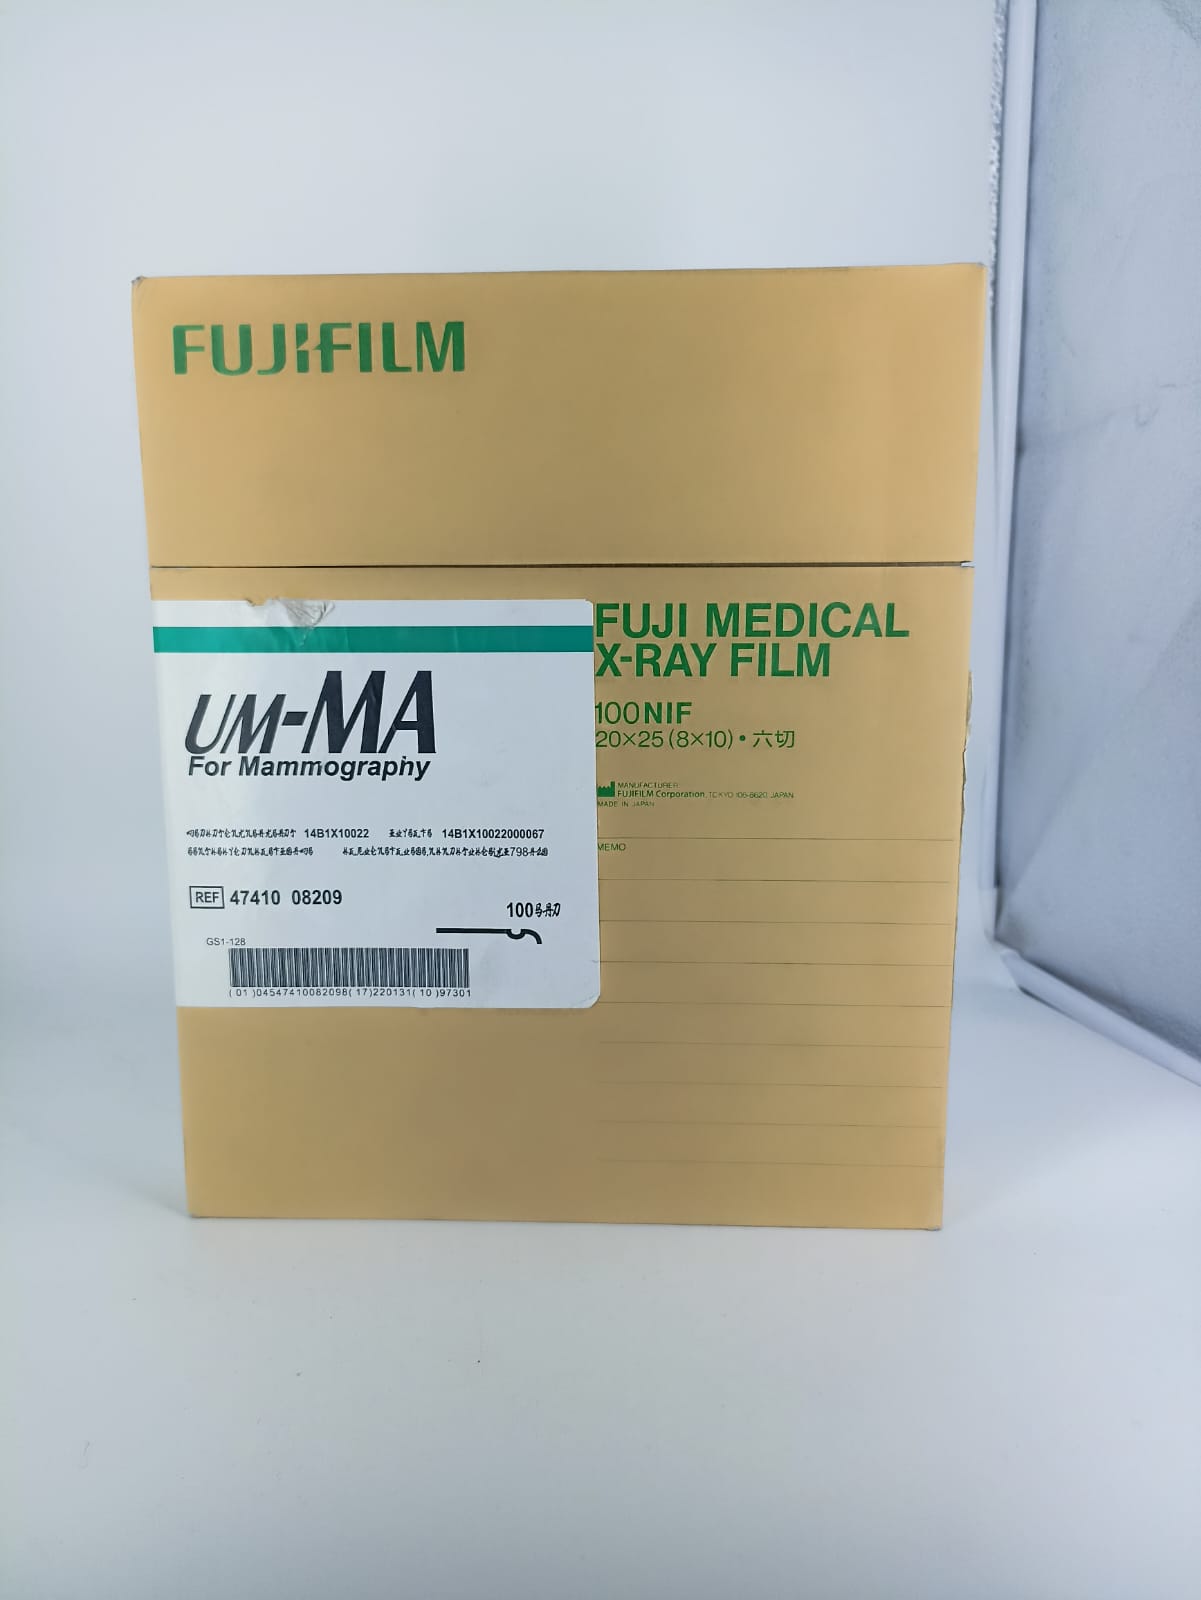 FUJIFILM
FUJI MEDICAL
X-RAY FILM
100NIF
20×25 (8×10)・六切
MANUFACTURER:
FUJIFILM Corporation, TOKYO 106-8620, JAPAN
MADE IN JAPAN
MEMO
UM-MA
For Mammography
14B1X10022 14B1X10022000067
798
REF 47410 08209
100
GS1-128
(01)04547410082098(17)220131(10)97301